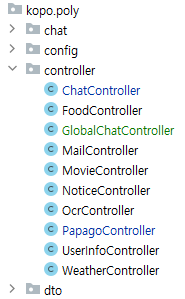 kopo.poly
chat
config
controller
ChatController
FoodController
GlobalChatController
MailController
MovieController
NoticeController
OcrController
PapagoController
UserInfoController
WeatherController
dto